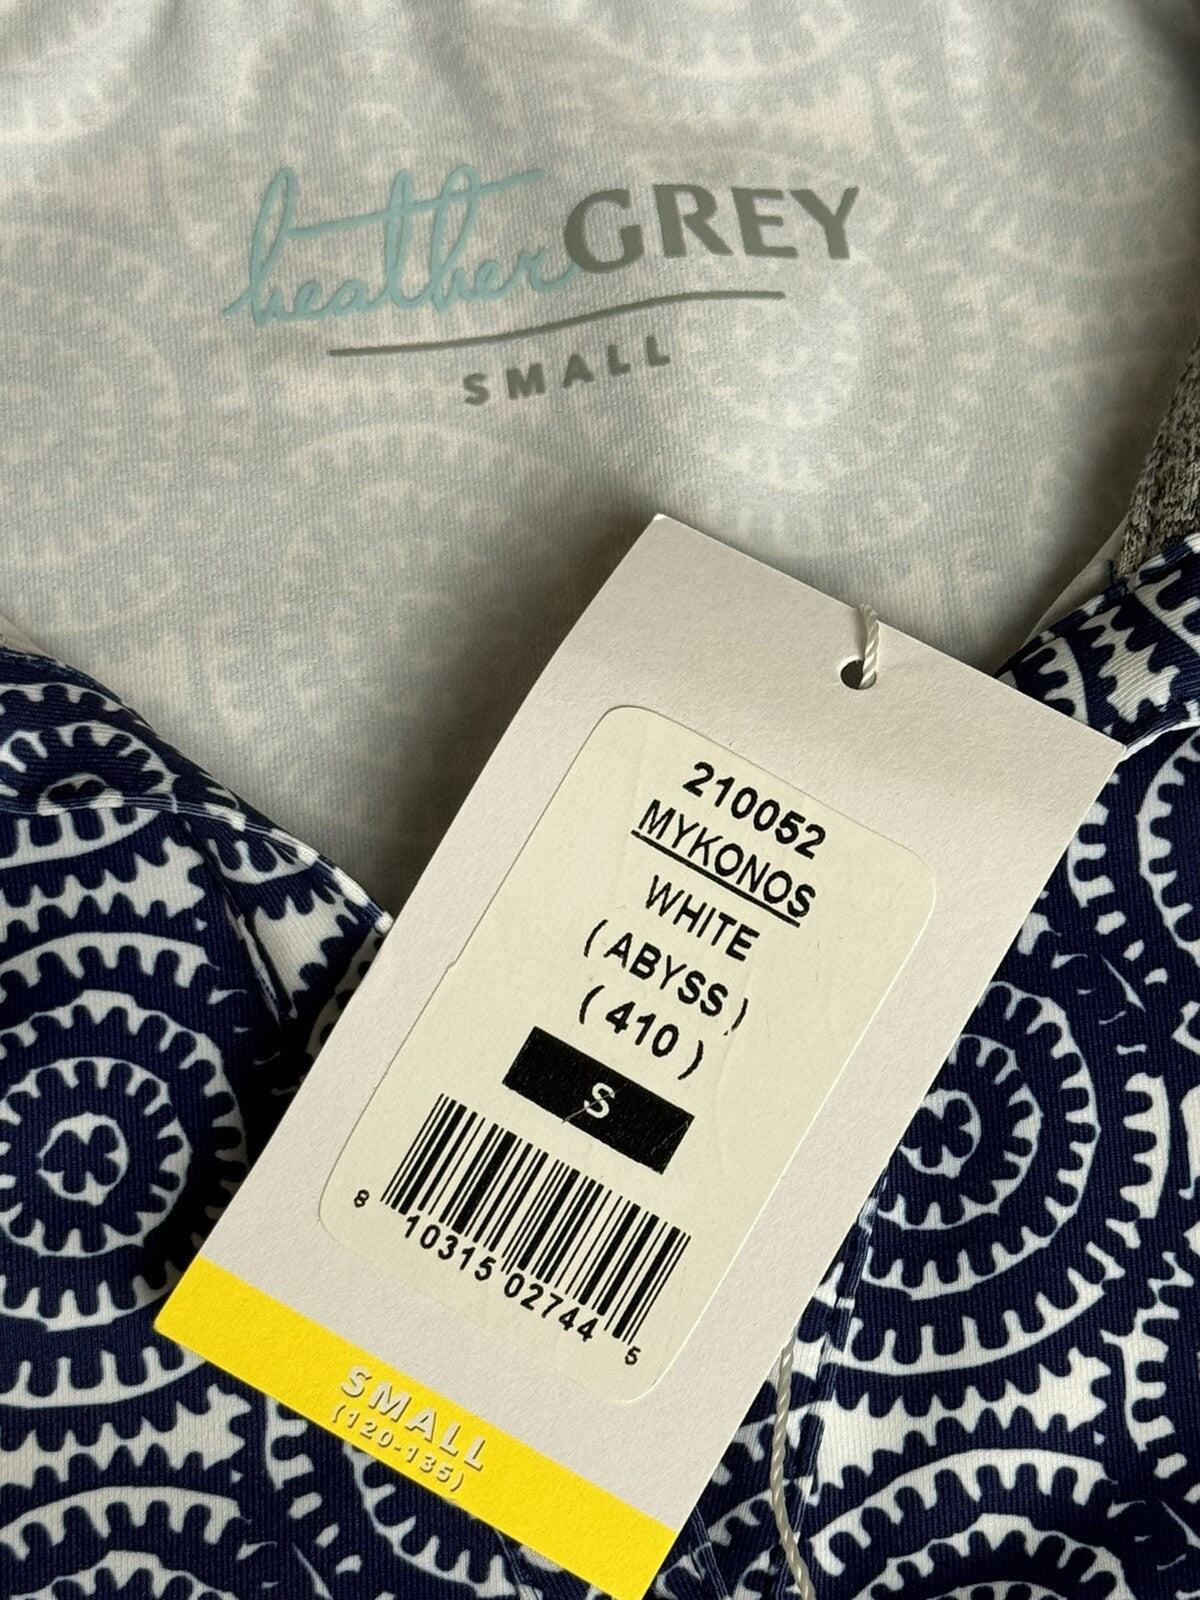 heatherGREY
SMALL
210052
MYKONOS
WHITE
( ABYSS )
( 410 )
S
8 10315 02744 5
SMALL
(120-135)